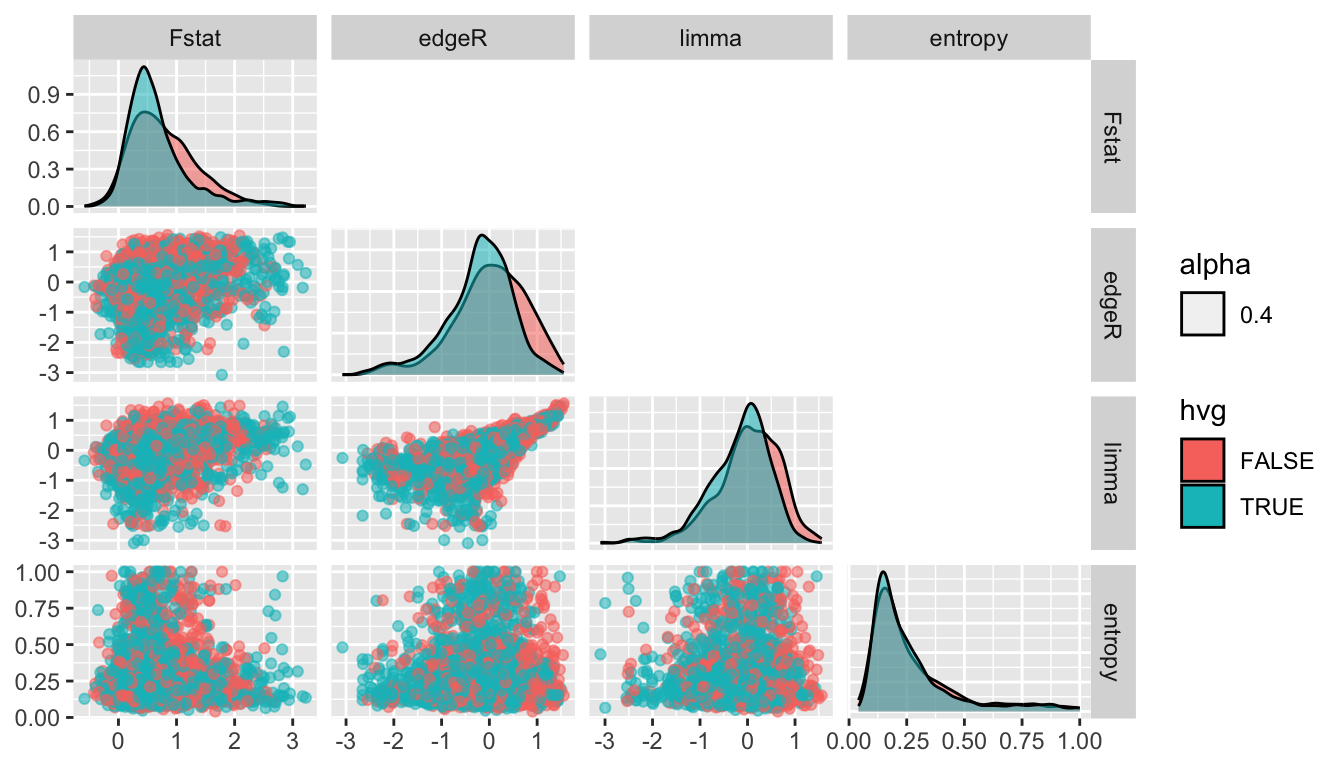 Fstat edgeR limma entropy
0.9
0.6
0.3
0.0
Fstat
1
0
-1
-2
-3
edgeR
1
0
-1
-2
-3
limma
1.00
0.75
0.50
0.25
0.00
entropy
0 1 2 3 -3 -2 -1 0 1 -3 -2 -1 0 1 0.00 0.25 0.50 0.75 1.00
alpha
0.4
hvg
FALSE
TRUE